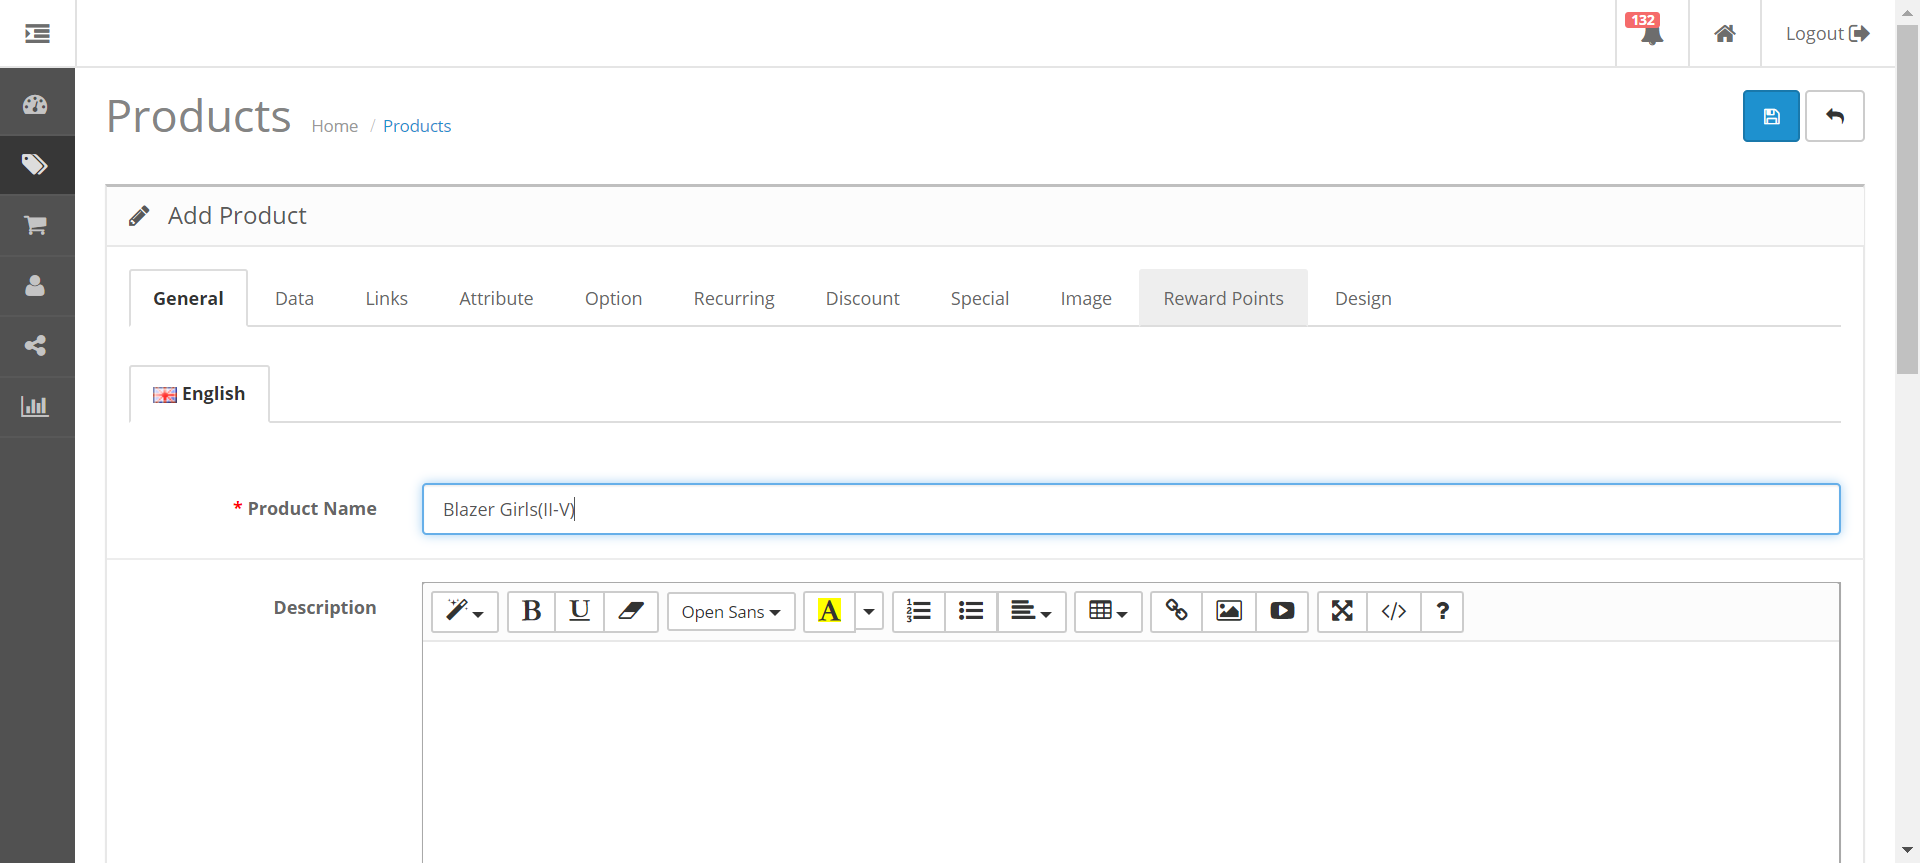 132
Logout
Products Home / Products
Add Product
General Data Links Attribute Option Recurring Discount Special Image Reward Points Design
English
* Product Name Blazer Girls(II-V)
Description B U Open Sans A </> ?